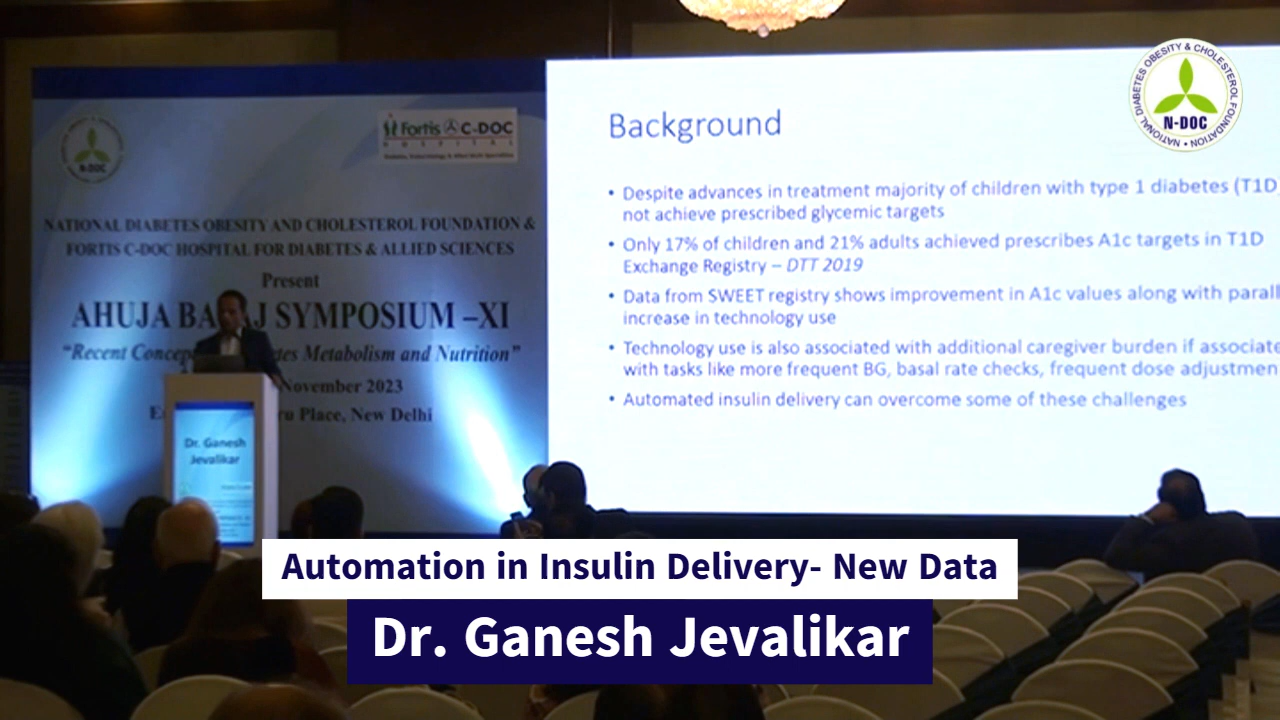 NATIONAL DIABETES OBESITY & CHOLESTEROL FOUNDATION
N-DOC
N-DOC
Fortis C-DOC
HOSPITAL
NATIONAL DIABETES OBESITY AND CHOLESTEROL FOUNDATION &
FORTIS C-DOC HOSPITAL FOR DIABETES & ALLIED SCIENCES
Present
AHUJA BA J SYMPOSIUM –XI
“Recent Concep tes Metabolism and Nutrition”
November 2023
Place, New Delhi
Dr. Ganesh
Jevalikar
Background
• Despite advances in treatment majority of children with type 1 diabetes (T1D
not achieve prescribed glycemic targets
• Only 17% of children and 21% adults achieved prescribes A1c targets in T1D
Exchange Registry – DTT 2019
• Data from SWEET registry shows improvement in A1c values along with parall
increase in technology use
• Technology use is also associated with additional caregiver burden if associate
with tasks like more frequent BG, basal rate checks, frequent dose adjustmen
• Automated insulin delivery can overcome some of these challenges
Automation in Insulin Delivery- New Data
Dr. Ganesh Jevalikar